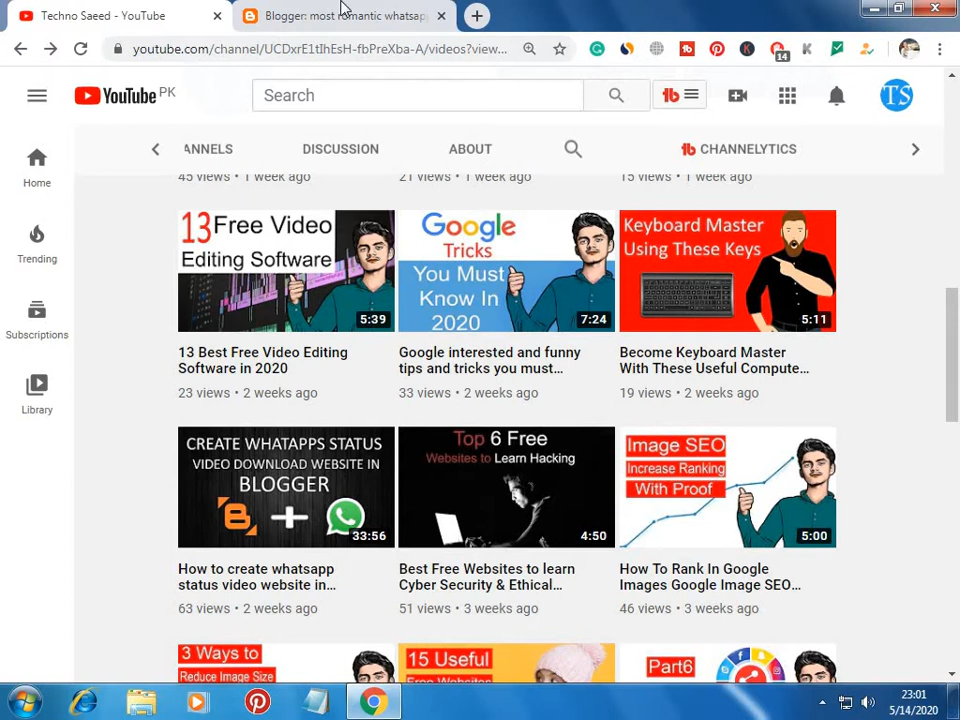 Techno Saeed - YouTube
Blogger: most romantic whatsap
youtube.com/channel/UCDxrE1tlhEsH-fbPreXba-A/videos?view...
14
YouTube PK
Search
TS
ANNELS
DISCUSSION
ABOUT
CHANNELYTICS
Home
Trending
Subscriptions
Library
45 views • 1 week ago
21 views • 1 week ago
15 views • 1 week ago
13 Free Video
Editing Software
5:39
Google
Tricks
You Must
Know In
2020
7:24
Keyboard Master
Using These Keys
5:11
13 Best Free Video Editing
Software in 2020
23 views • 2 weeks ago
Google interested and funny
tips and tricks you must...
33 views • 2 weeks ago
Become Keyboard Master
With These Useful Compute...
19 views • 2 weeks ago
CREATE WHATAPPS STATUS
VIDEO DOWNLOAD WEBSITE IN
BLOGGER
33:56
Top 6 Free
Websites to Learn Hacking
4:50
Image SEO
Increase Ranking
With Proof
5:00
How to create whatsapp
status video website in...
63 views • 2 weeks ago
Best Free Websites to learn
Cyber Security & Ethical...
51 views • 3 weeks ago
How To Rank In Google
Images Google Image SEO...
46 views • 3 weeks ago
3 Ways to
Reduce Image Size
15 Useful
Free Websites
Part6
23:01
5/14/2020